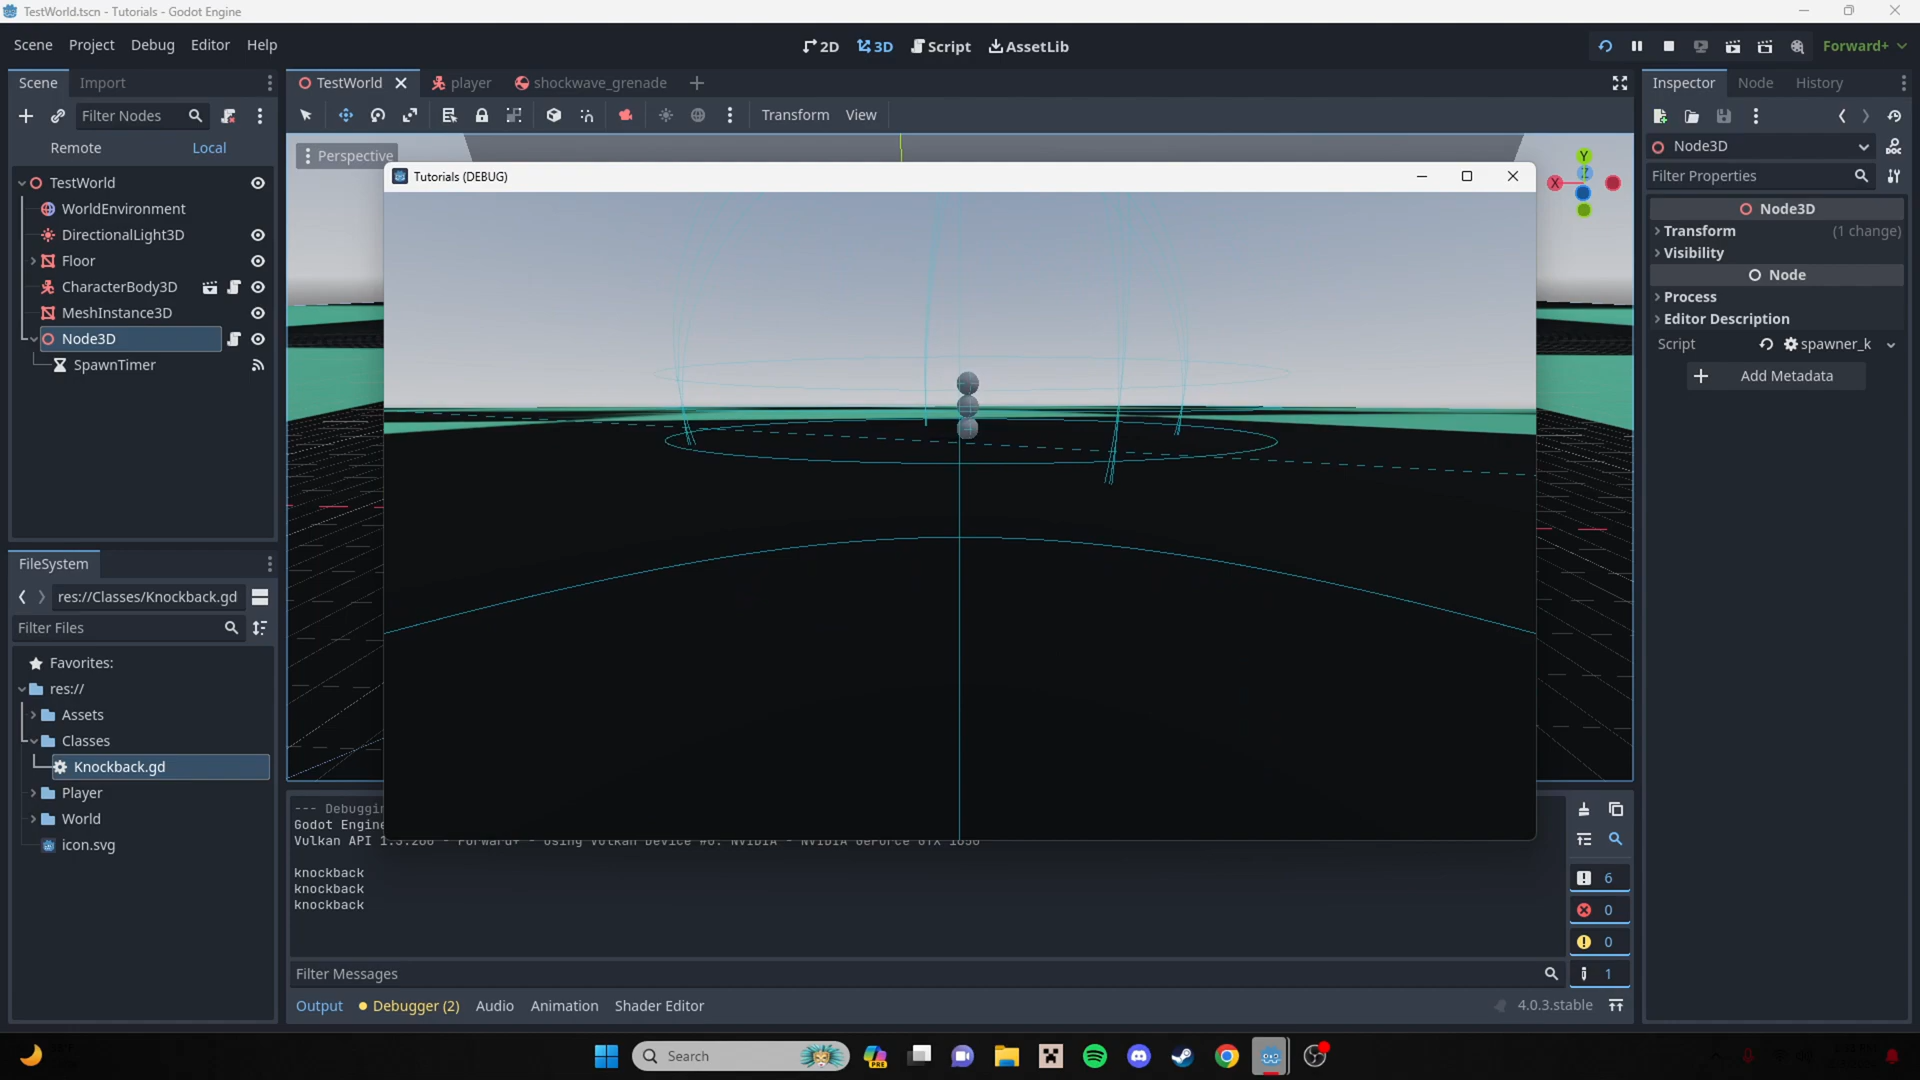 TestWorld.tscn - Tutorials - Godot Engine
Scene Project Debug Editor Help
2D 3D Script AssetLib
Forward+
Scene Import
TestWorld player shockwave_grenade
Inspector Node History
Filter Nodes
Transform View
Remote Local
Perspective
Node3D
Filter Properties
X Y Z
Tutorials (DEBUG)
TestWorld
WorldEnvironment
DirectionalLight3D
Floor
CharacterBody3D
MeshInstance3D
Node3D
SpawnTimer
Node3D
Transform (1 change)
Visibility
Node
Process
Editor Description
Script spawner_k
Add Metadata
FileSystem
res://Classes/Knockback.gd
Filter Files
Favorites:
res://
Assets
Classes
Knockback.gd
Player
World
icon.svg
--- Debuggin
Godot Engine
Vulkan API 1.3.260 - Forward+ - Using Vulkan Device #0: NVIDIA - NVIDIA GeForce GTX 1650
knockback
knockback
knockback
6
0
0
1
Filter Messages
Output Debugger (2) Audio Animation Shader Editor
4.0.3.stable
Search
PRE